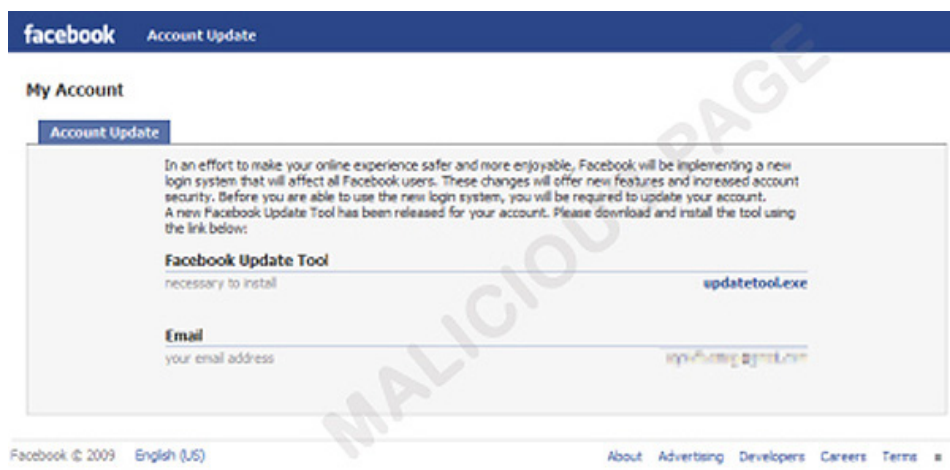 facebook Account Update
My Account
Account Update
In an effort to make your online experience safer and more enjoyable, Facebook will be implementing a new
login system that will affect all Facebook users. These changes will offer new features and increased account
security. Before you are able to use the new login system, you will be required to update your account.
A new Facebook Update Tool has been released for your account. Please download and install the tool using
the link below:
Facebook Update Tool
necessary to install updatetool.exe
Email
your email address
MALICIOUS PAGE
Facebook © 2009 English (US) About Advertising Developers Careers Terms